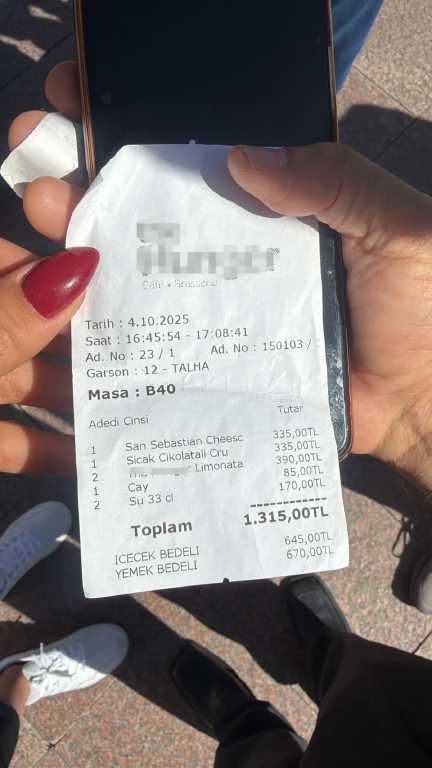 Cafe • Brasserie
Tarih : 4.10.2025
Saat : 16:45:54 - 17:08:41
Ad. No : 23 / 1 Ad. No : 150103 /
Garson : 12 - TALHA
Masa : B40
Adedi Cinsi Tutar
1 San Sebastian Cheesc 335,00TL
1 Sicak Cikolatali Cru 335,00TL
2 Limonata 390,00TL
1 Cay 85,00TL
2 Su 33 cl 170,00TL
------------
Toplam 1.315,00TL
ICECEK BEDELI 645,00TL
YEMEK BEDELI 670,00TL